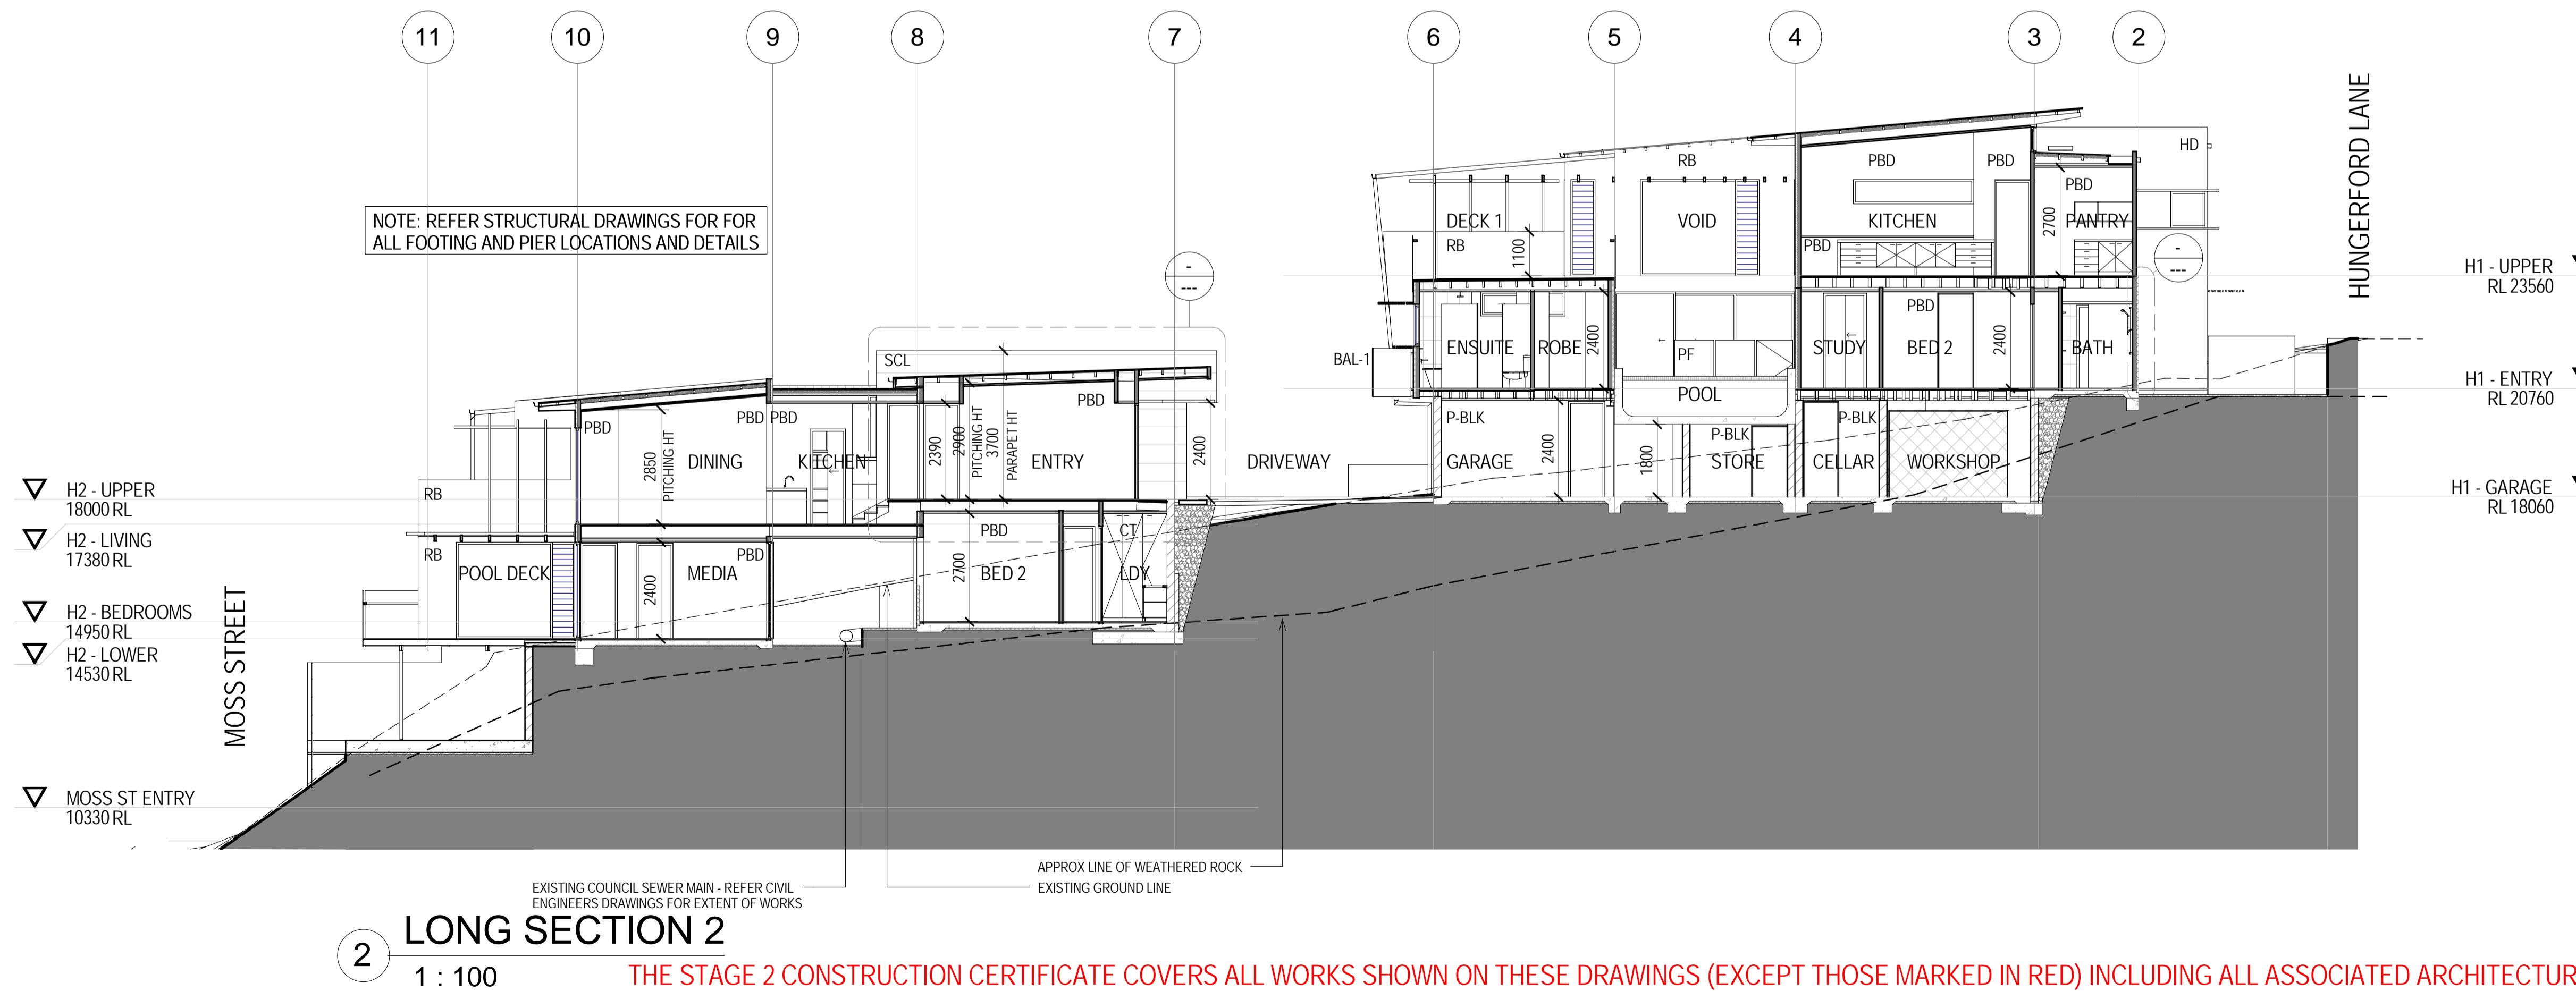 11
10
9
8
7
6
5
4
3
2
HUNGERFORD LANE
NOTE: REFER STRUCTURAL DRAWINGS FOR FOR
ALL FOOTING AND PIER LOCATIONS AND DETAILS
-
---
RB
PBD
PBD
HD
PBD
DECK 1
VOID
KITCHEN
PANTRY
2700
RB
1100
PBD
-
---
H1 - UPPER
RL 23560
PBD
BAL-1
ENSUITE
ROBE
2400
PF
STUDY
BED 2
2400
BATH
POOL
H1 - ENTRY
RL 20760
SCL
PBD
PBD
PBD
PBD
2850
PITCHING HT
DINING
KITCHEN
2390
2900
PITCHING HT
3700
PARAPET HT
ENTRY
2400
DRIVEWAY
P-BLK
GARAGE
2400
1800
P-BLK
STORE
P-BLK
CELLAR
WORKSHOP
H1 - GARAGE
RL 18060
H2 - UPPER
18000 RL
H2 - LIVING
17380 RL
H2 - BEDROOMS
14950 RL
H2 - LOWER
14530 RL
RB
RB
POOL DECK
2400
MEDIA
PBD
2700
PBD
BED 2
CT
LDY
MOSS STREET
MOSS ST ENTRY
10330 RL
APPROX LINE OF WEATHERED ROCK
EXISTING GROUND LINE
EXISTING COUNCIL SEWER MAIN - REFER CIVIL
ENGINEERS DRAWINGS FOR EXTENT OF WORKS
2
LONG SECTION 2
1 : 100
THE STAGE 2 CONSTRUCTION CERTIFICATE COVERS ALL WORKS SHOWN ON THESE DRAWINGS (EXCEPT THOSE MARKED IN RED) INCLUDING ALL ASSOCIATED ARCHITECTUR